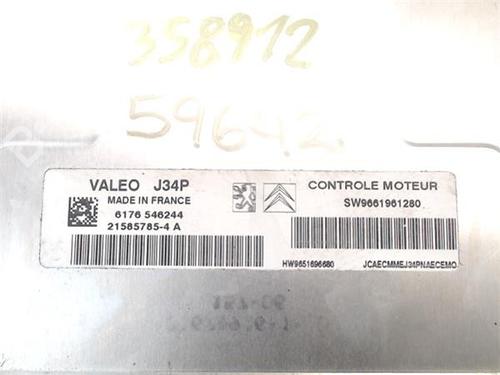 358912
59642
VALEO J34P
MADE IN FRANCE
6176 546244
21585785-4 A
CONTROLE MOTEUR
SW9661961280
HW9651696680
JCAECMMEJ34PNAECEMO